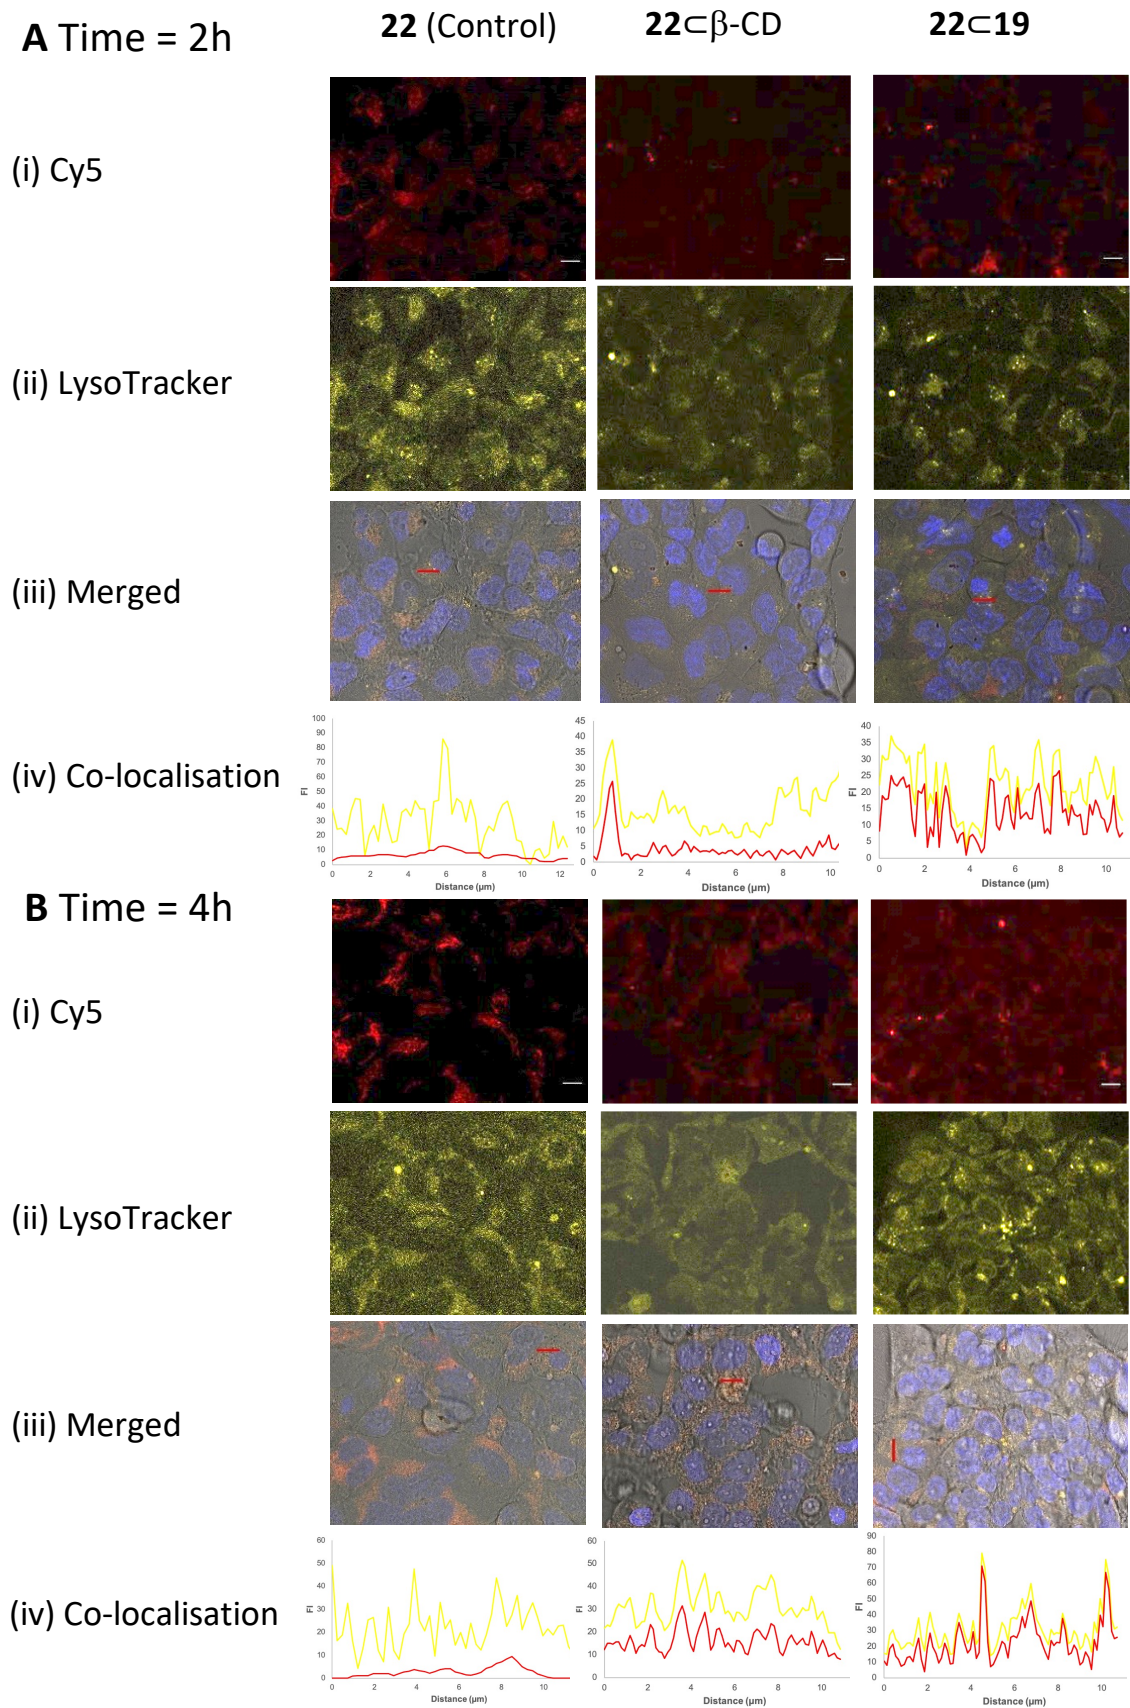 A Time = 2h
22 (Control)
22⊂β-CD
22⊂19
(i) Cy5
(ii) LysoTracker
(iii) Merged
(iv) Co-localisation
FI
100
90
80
70
60
50
40
30
20
10
0
0 2 4 6 8 10 12
Distance (μm)
45
40
35
30
25
20
15
10
5
0
0 2 4 6 8 10
Distance (μm)
FI
40
35
30
25
20
15
10
5
0
0 2 4 6 8 10
Distance (μm)
B Time = 4h
(i) Cy5
(ii) LysoTracker
(iii) Merged
(iv) Co-localisation
FI
60
50
40
30
20
10
0
0 2 4 6 8 10
Distance (μm)
FI
60
50
40
30
20
10
0
0 2 4 6 8
Distance (μm)
FI
90
80
70
60
50
40
30
20
10
0
0 2 4 6 8 10
Distance (μm)